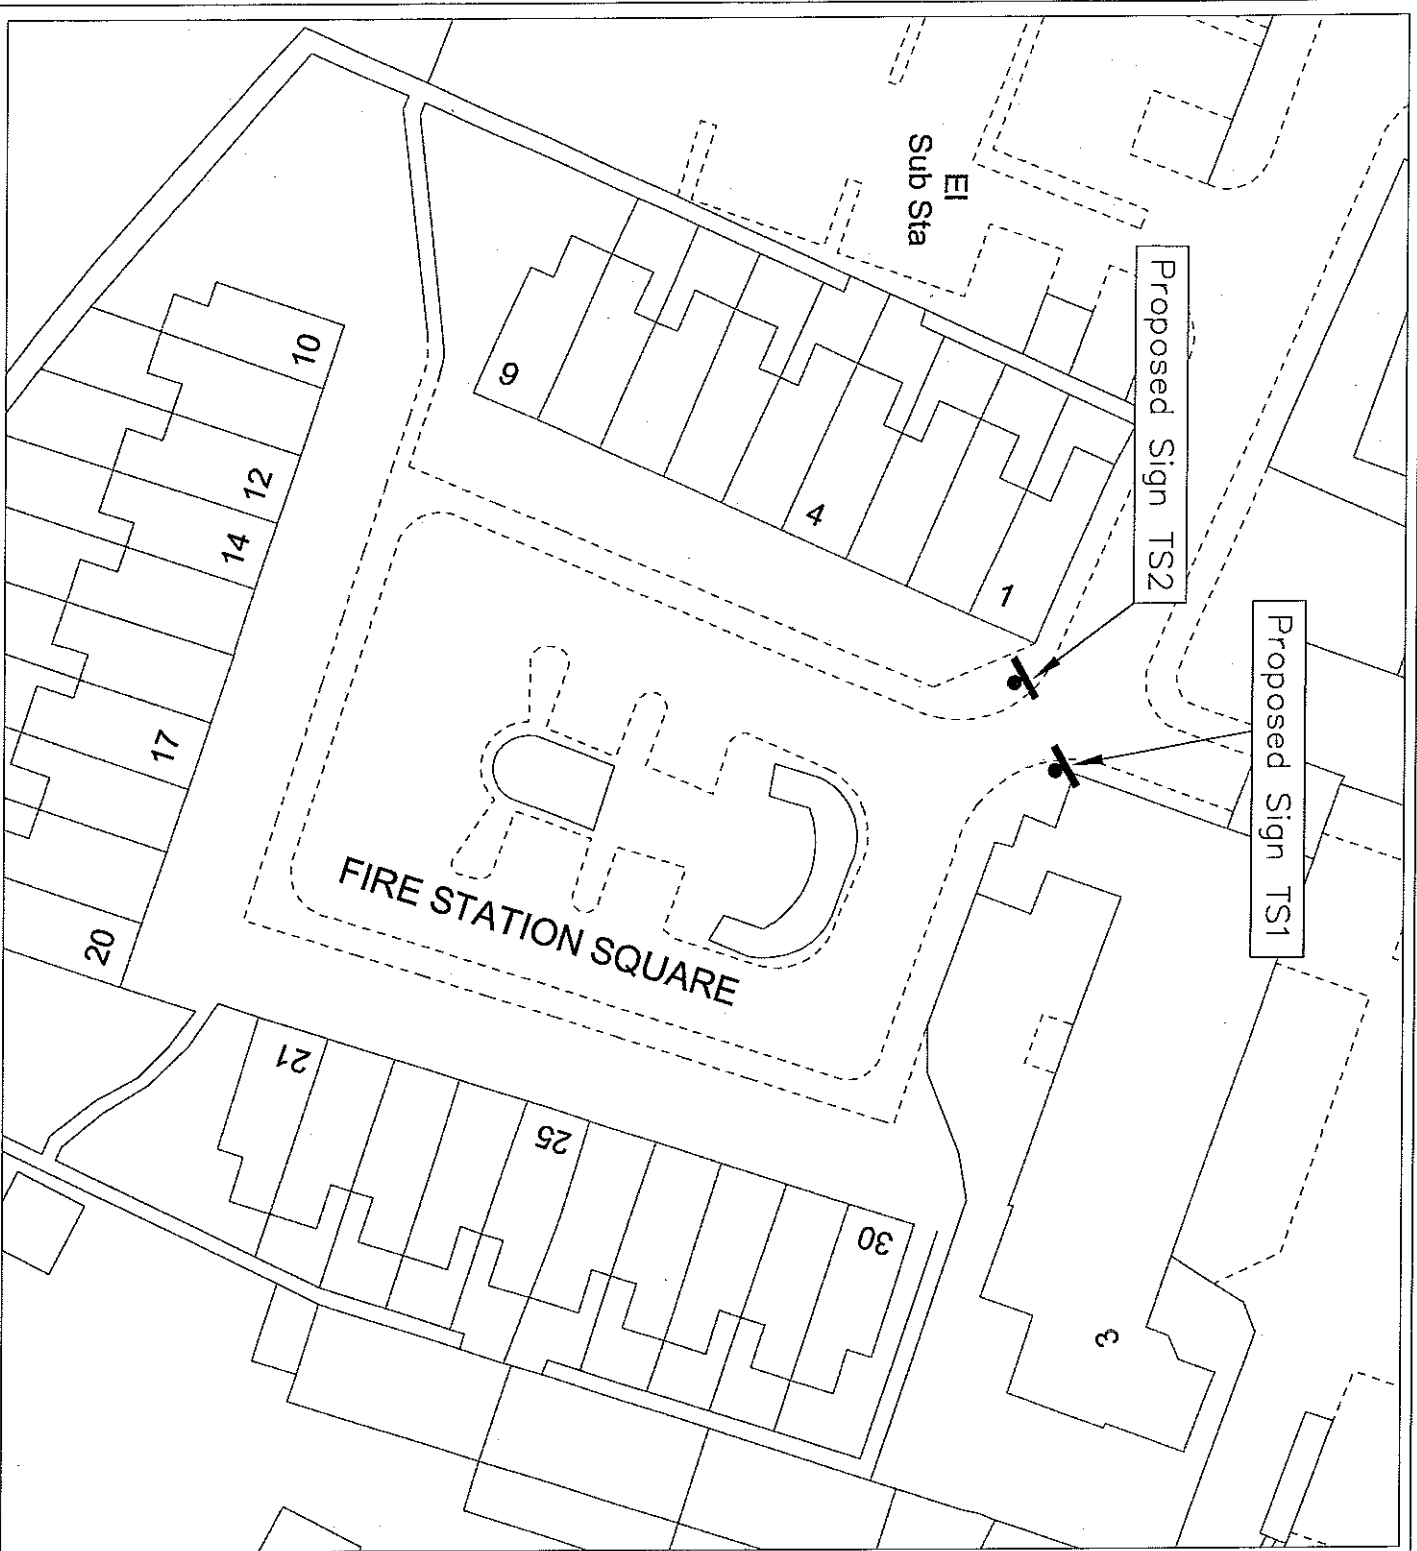 Proposed Sign TS1
Proposed Sign TS2
El
Sub Sta
1
4
9
10
12
14
17
20
FIRE STATION SQUARE
21
25
30
3